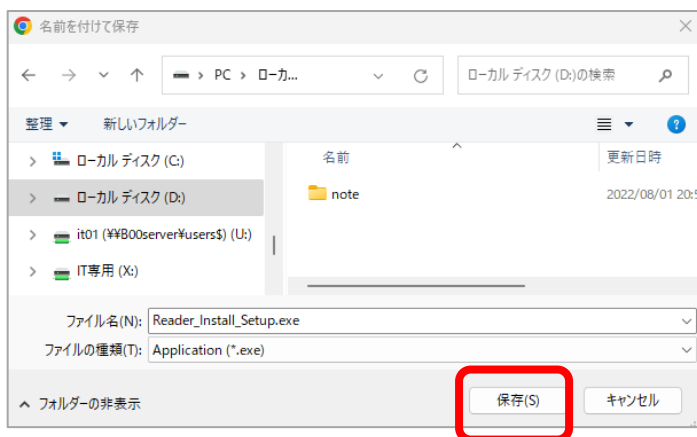 名前を付けて保存
PC › ローカ...
ローカル ディスク (D:)の検索
整理
新しいフォルダー
ローカル ディスク (C:)
ローカル ディスク (D:)
it01 (¥¥B00server¥users$) (U:)
IT専用 (X:)
名前
更新日時
note
2022/08/01 20:5
ファイル名(N):
Reader_Install_Setup.exe
ファイルの種類(T):
Application (*.exe)
フォルダーの非表示
保存(S)
キャンセル